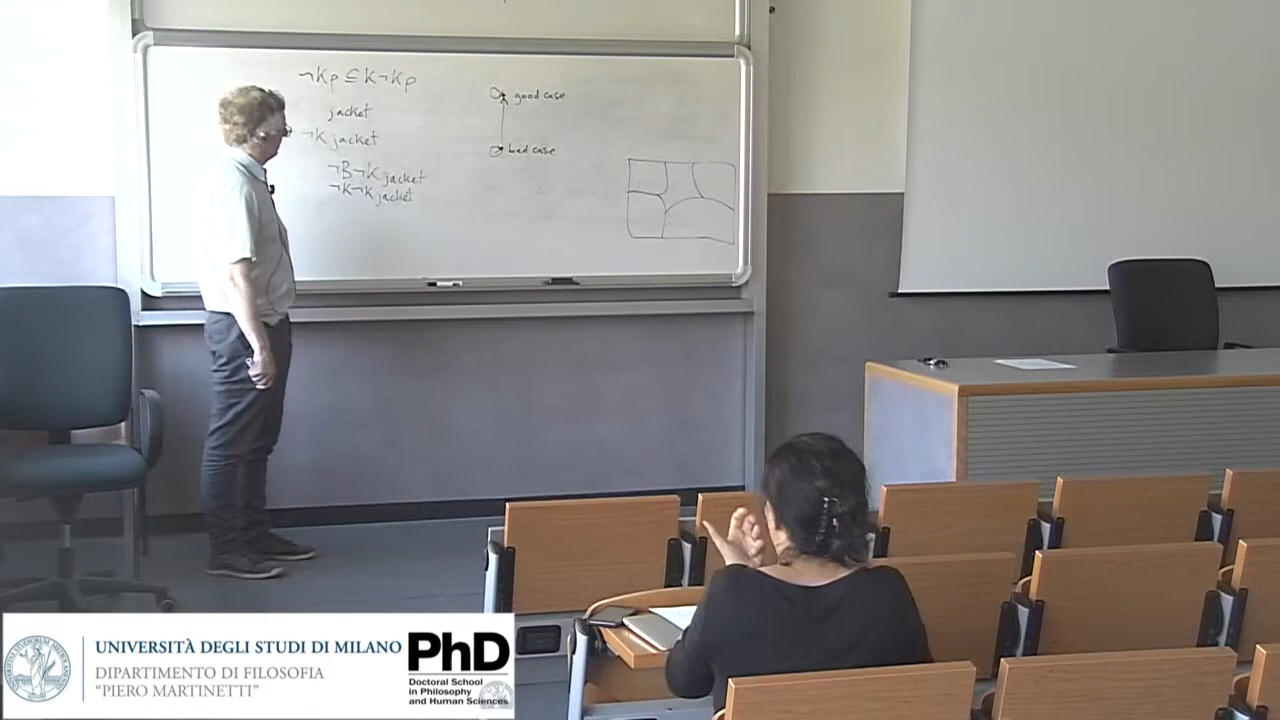 ¬Kp ⊆ K¬Kp
jacket
¬K jacket
¬B¬K jacket
¬K¬K jacket
good case
bad case
UNIVERSITÀ DEGLI STUDI DI MILANO
DIPARTIMENTO DI FILOSOFIA
"PIERO MARTINETTI"
PhD
Doctoral School
in Philosophy
and Human Sciences